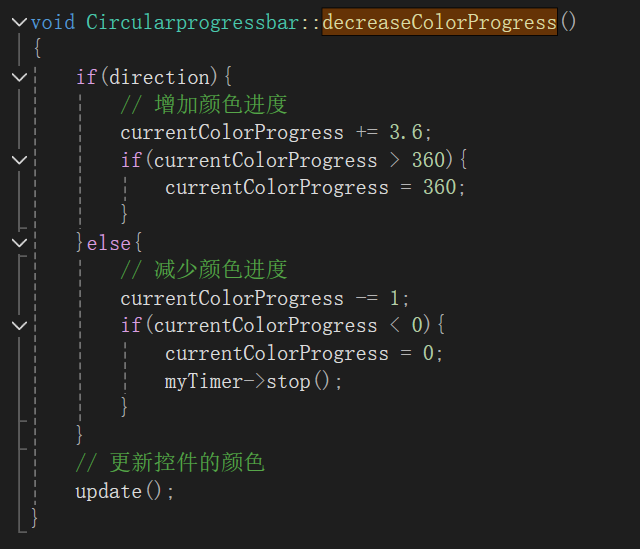 void Circularprogressbar::decreaseColorProgress()
{
if(direction){
// 增加颜色进度
currentColorProgress += 3.6;
if(currentColorProgress > 360){
currentColorProgress = 360;
}
}else{
// 减少颜色进度
currentColorProgress -= 1;
if(currentColorProgress < 0){
currentColorProgress = 0;
myTimer->stop();
}
}
// 更新控件的颜色
update();
}